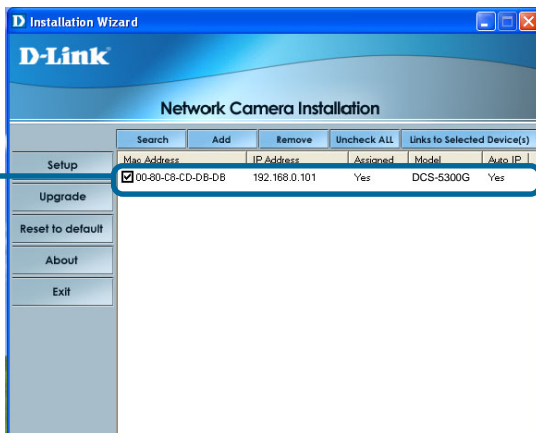 D Installation Wizard
D-Link
Network Camera Installation
Search Add Remove Uncheck ALL Links to Selected Device(s)
Mac Address IP Address Assigned Model Auto IP
00-80-C8-CD-DB-DB 192.168.0.101 Yes DCS-5300G Yes
Setup
Upgrade
Reset to default
About
Exit